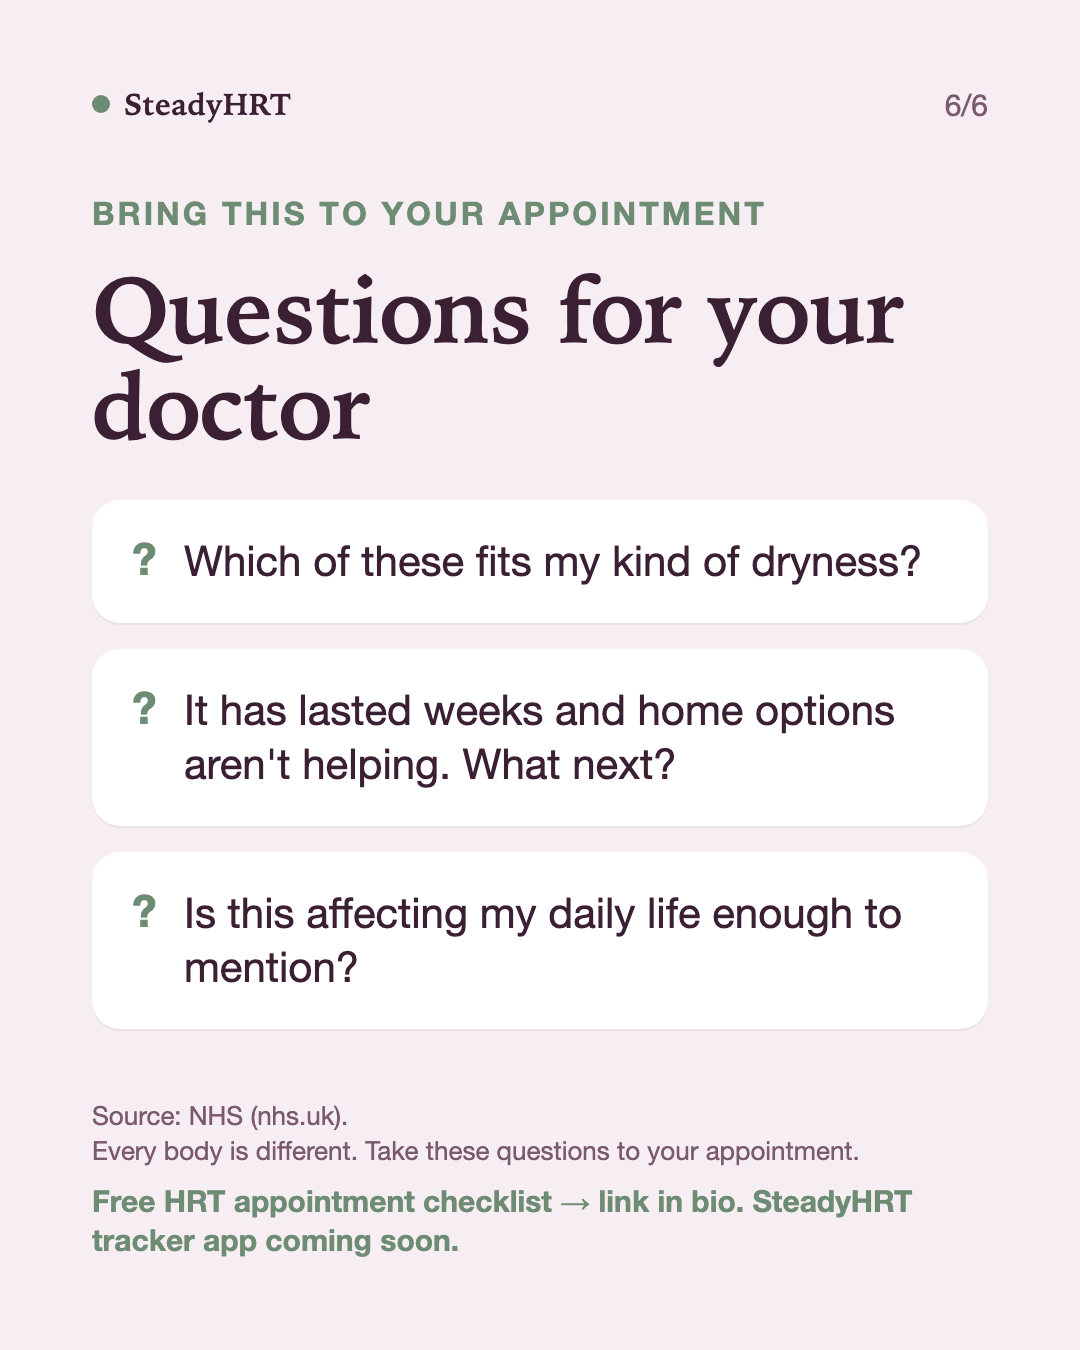 SteadyHRT
6/6
BRING THIS TO YOUR APPOINTMENT
Questions for your
doctor
? Which of these fits my kind of dryness?
? It has lasted weeks and home options
aren't helping. What next?
? Is this affecting my daily life enough to
mention?
Source: NHS (nhs.uk).
Every body is different. Take these questions to your appointment.
Free HRT appointment checklist → link in bio. SteadyHRT
tracker app coming soon.